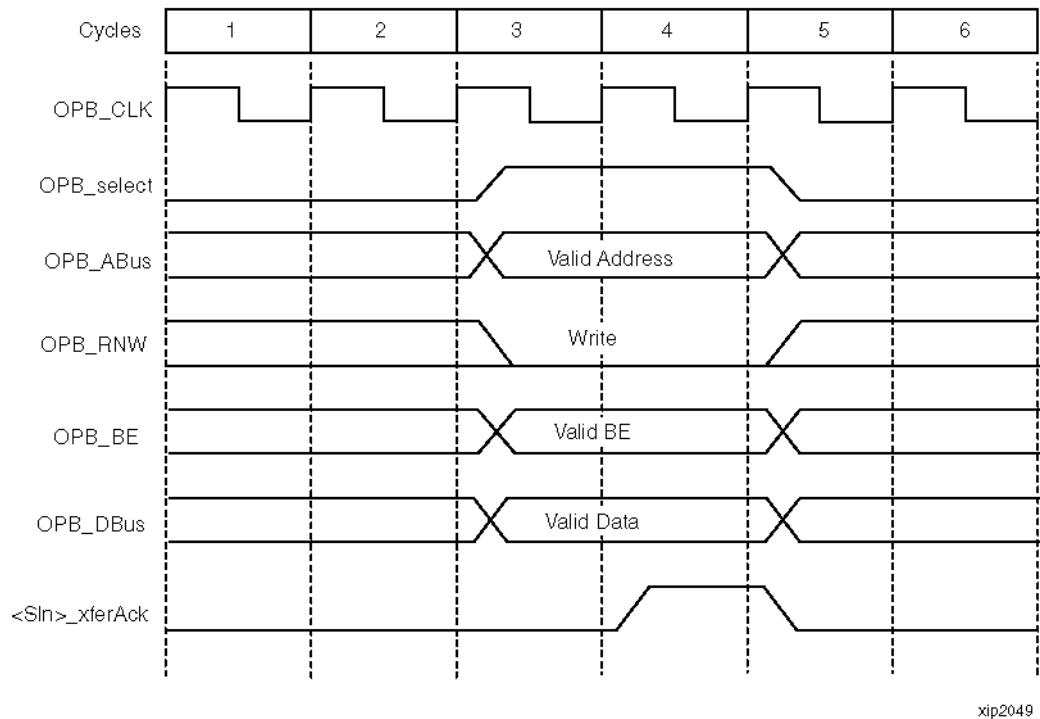 Cycles 1 2 3 4 5 6
OPB_CLK
OPB_select
OPB_ABus Valid Address
OPB_RNW Write
OPB_BE Valid BE
OPB_DBus Valid Data
<Sln>_xferAck
xip2049